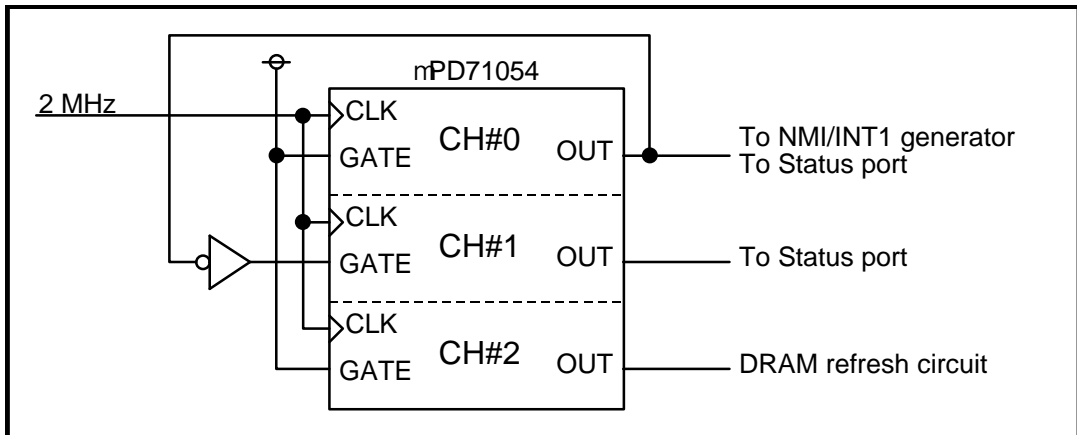 mPD71054
2 MHz
CLK
CH#0
GATE
OUT
To NMI/INT1 generator
To Status port
CLK
CH#1
GATE
OUT
To Status port
CLK
CH#2
GATE
OUT
DRAM refresh circuit